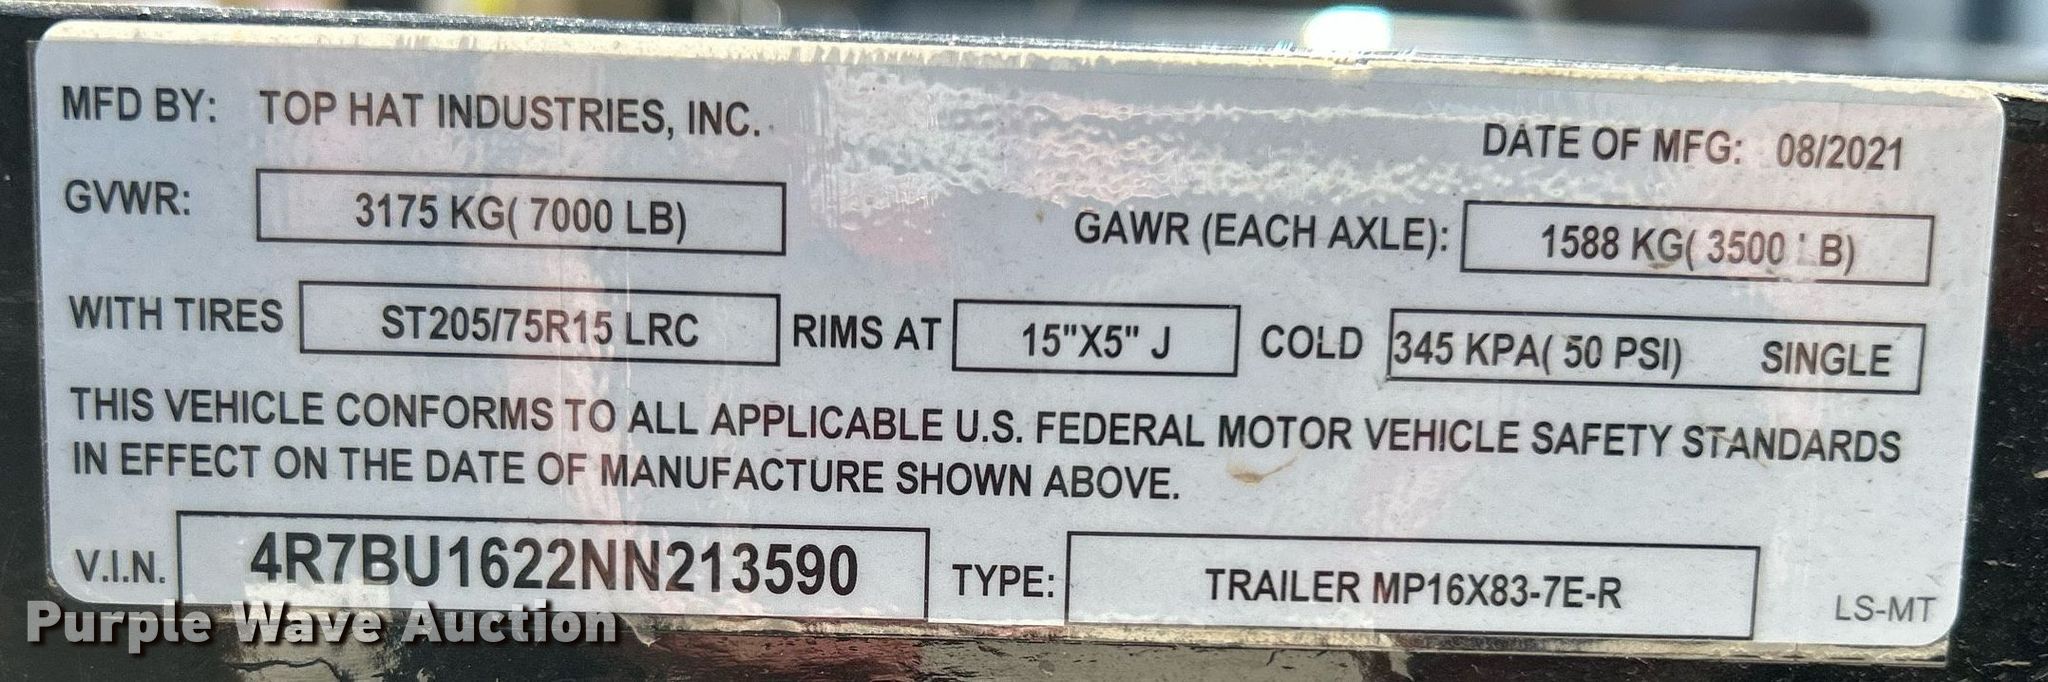 MFD BY: TOP HAT INDUSTRIES, INC.
DATE OF MFG: 08/2021
GVWR: 3175 KG( 7000 LB)
GAWR (EACH AXLE): 1588 KG( 3500 LB)
WITH TIRES ST205/75R15 LRC RIMS AT 15"X5" J COLD 345 KPA( 50 PSI) SINGLE
THIS VEHICLE CONFORMS TO ALL APPLICABLE U.S. FEDERAL MOTOR VEHICLE SAFETY STANDARDS
IN EFFECT ON THE DATE OF MANUFACTURE SHOWN ABOVE.
V.I.N. 4R7BU1622NN213590 TYPE: TRAILER MP16X83-7E-R
LS-MT
Purple Wave Auction